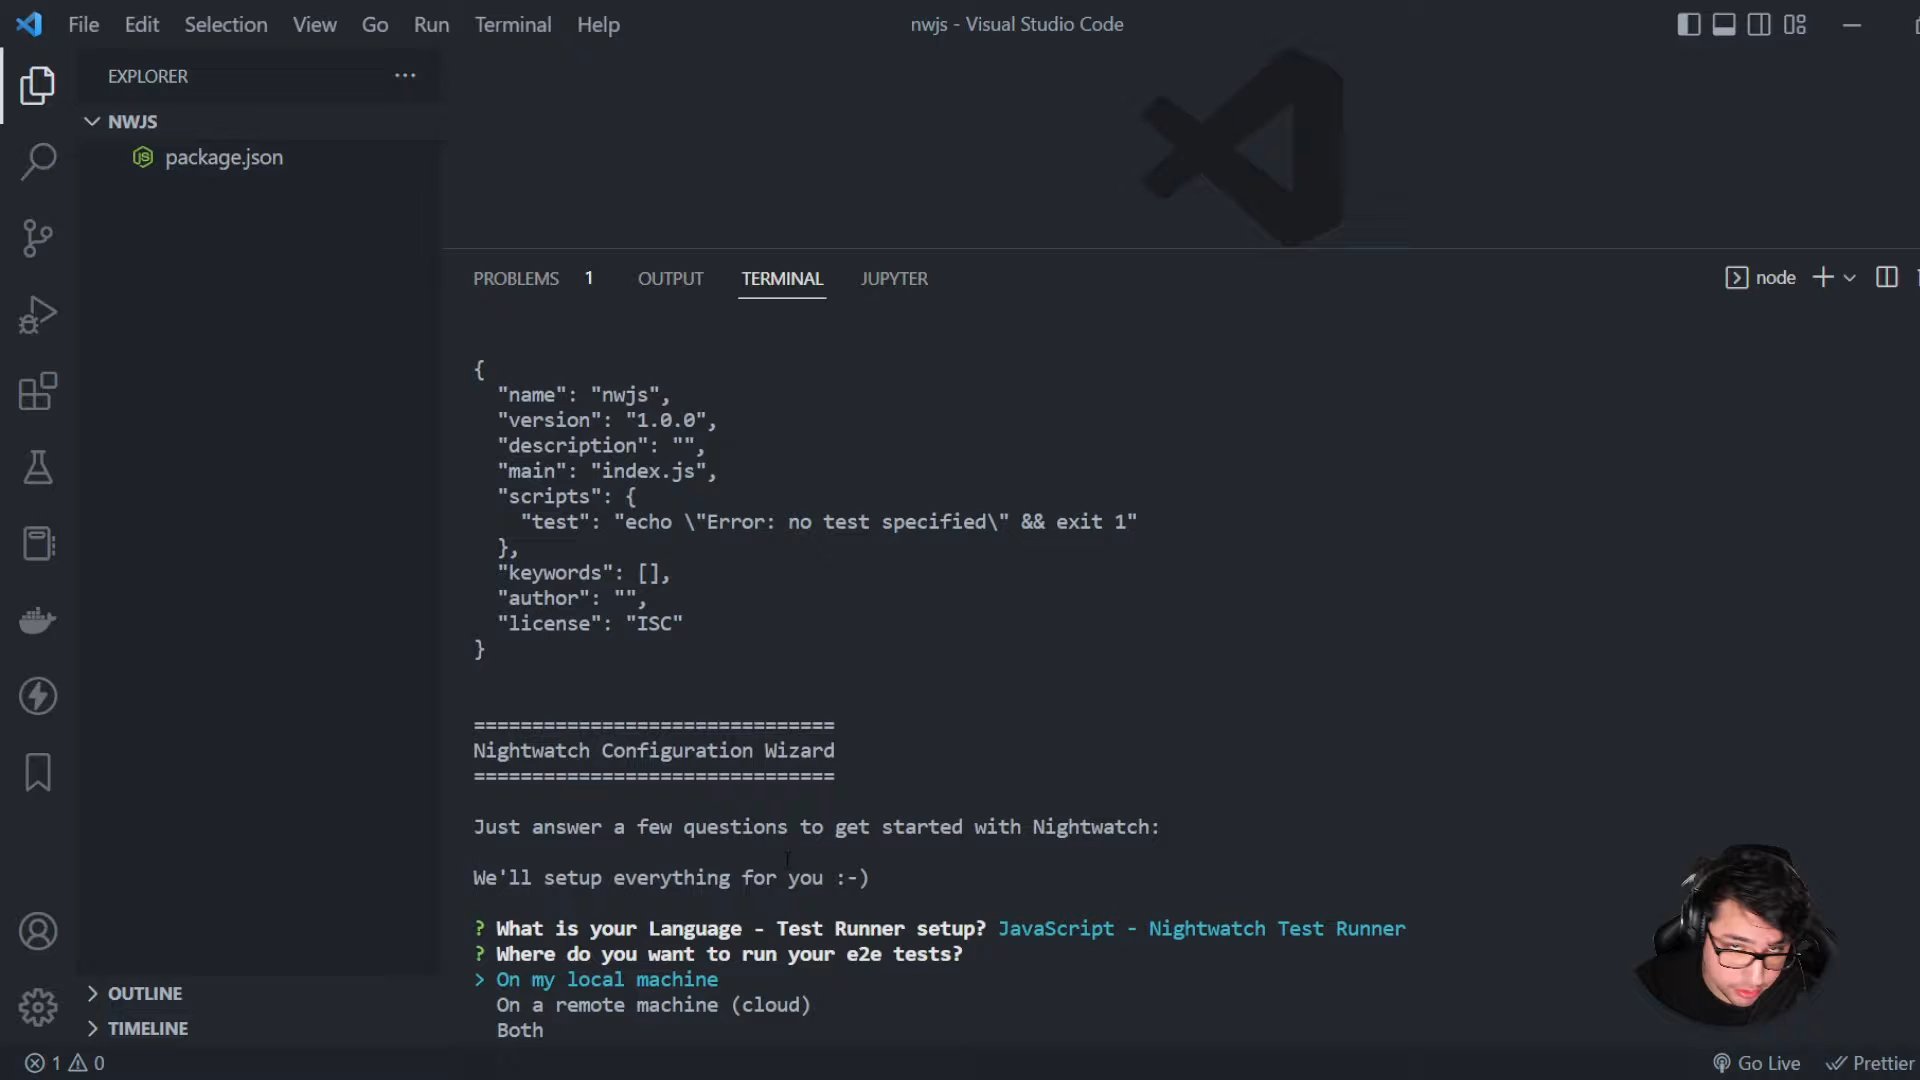 File Edit Selection View Go Run Terminal Help
nwjs - Visual Studio Code
EXPLORER
NWJS
package.json
OUTLINE
TIMELINE
PROBLEMS 1 OUTPUT TERMINAL JUPYTER
node
{
"name": "nwjs",
"version": "1.0.0",
"description": "",
"main": "index.js",
"scripts": {
"test": "echo \"Error: no test specified\" && exit 1"
},
"keywords": [],
"author": "",
"license": "ISC"
}
===============================
Nightwatch Configuration Wizard
===============================
Just answer a few questions to get started with Nightwatch:
We'll setup everything for you :-)
? What is your Language - Test Runner setup? JavaScript - Nightwatch Test Runner
? Where do you want to run your e2e tests?
> On my local machine
On a remote machine (cloud)
Both
1 0
Go Live Prettier